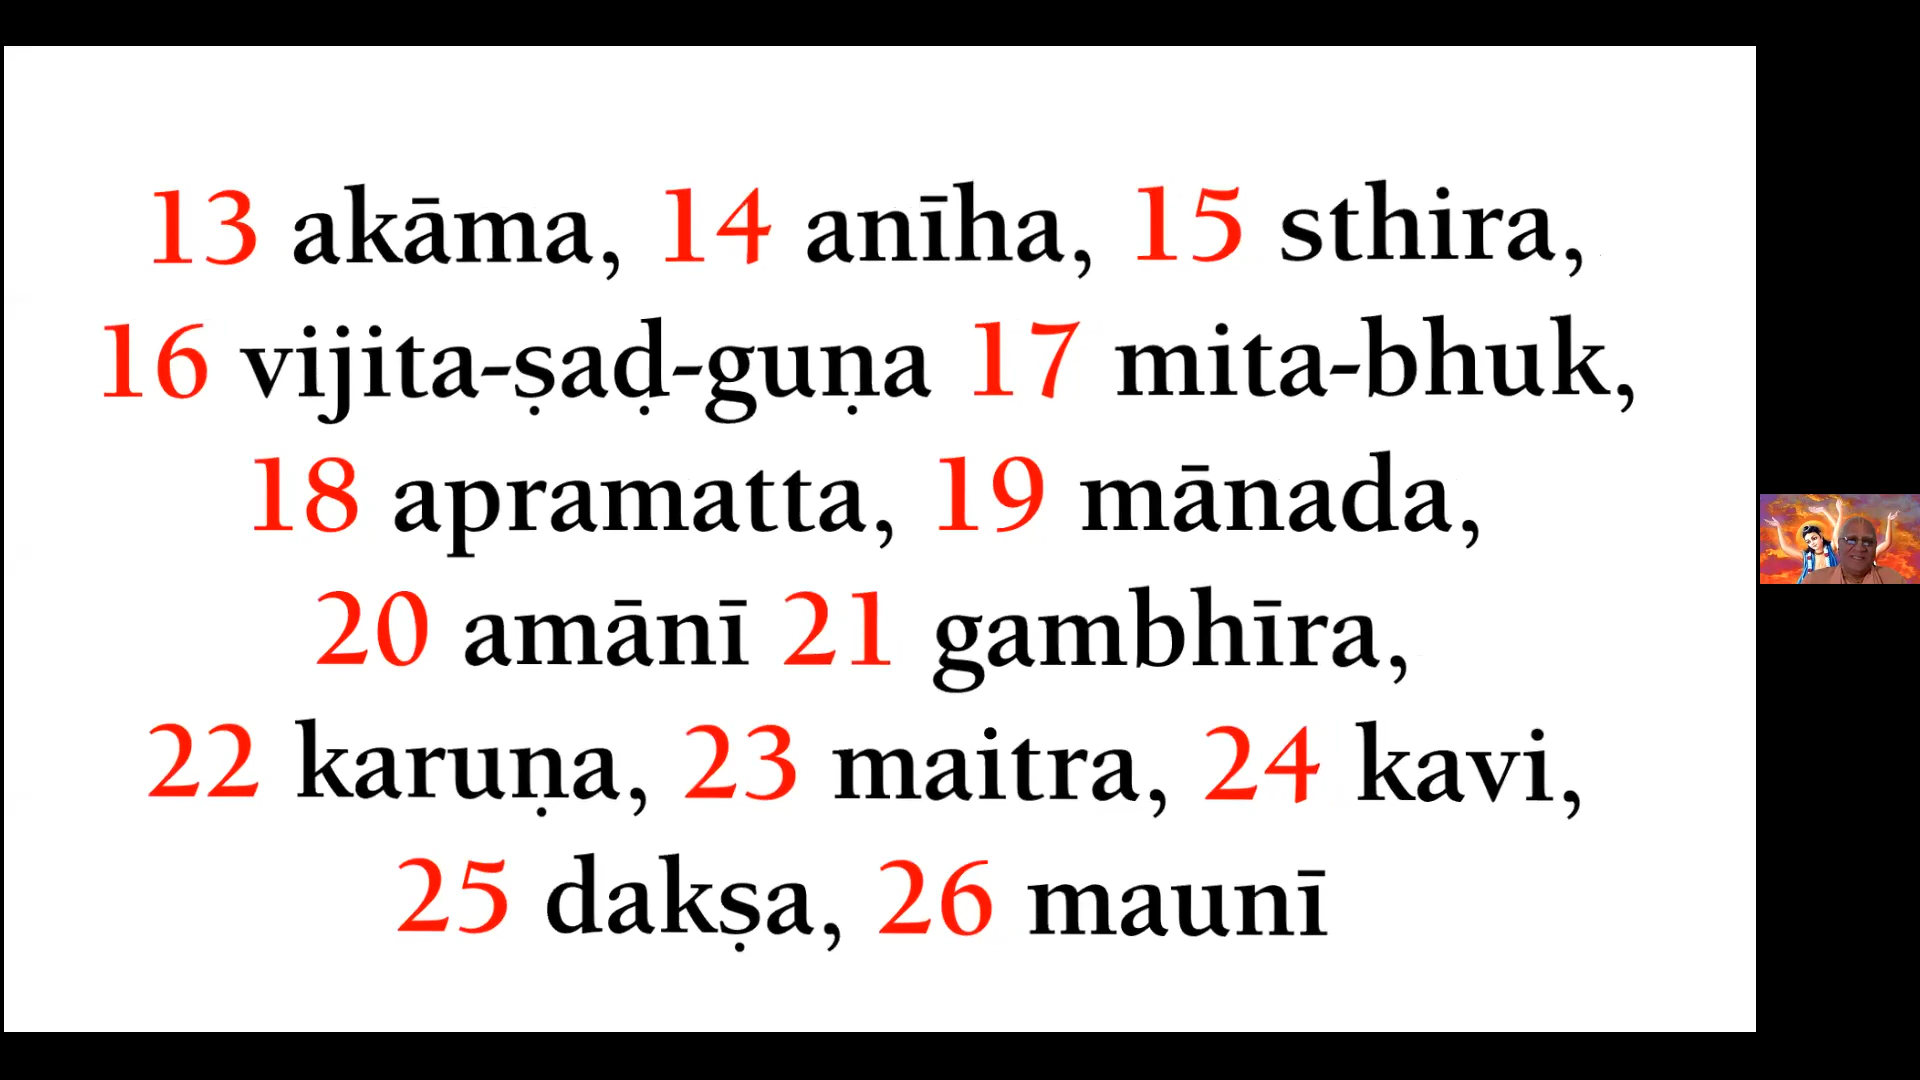 13 akāma, 14 anīha, 15 sthira,
16 vijita-ṣaḍ-guṇa 17 mita-bhuk,
18 apramatta, 19 mānada,
20 amānī 21 gambhīra,
22 karuṇa, 23 maitra, 24 kavi,
25 dakṣa, 26 maunī